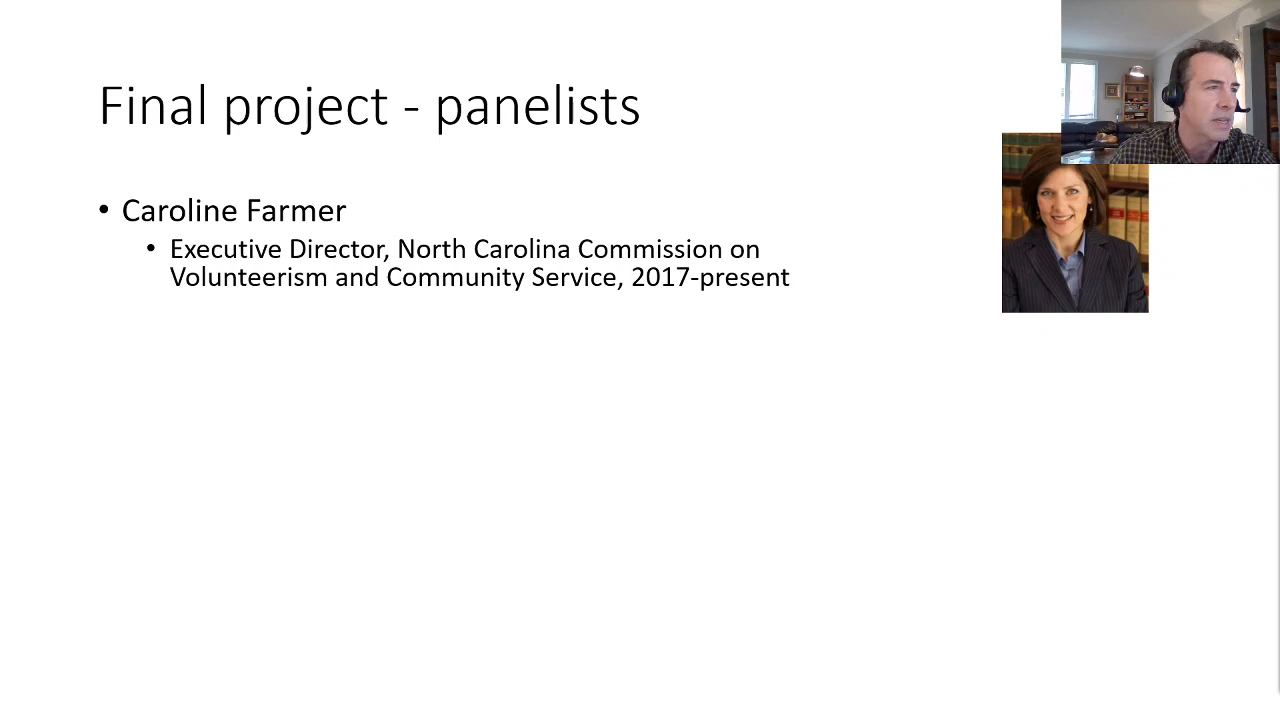 Final project - panelists
• Caroline Farmer
• Executive Director, North Carolina Commission on
Volunteerism and Community Service, 2017-present